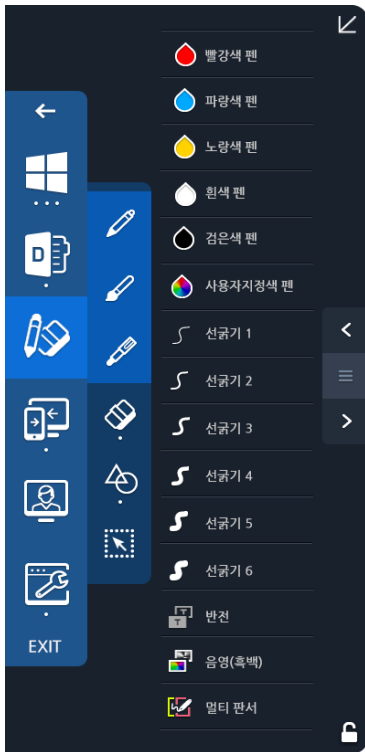 빨강색 펜
파랑색 펜
노랑색 펜
흰색 펜
검은색 펜
사용자지정색 펜
선굵기 1
선굵기 2
선굵기 3
선굵기 4
선굵기 5
선굵기 6
반전
음영(흑백)
멀티 판서
D
EXIT
T
T